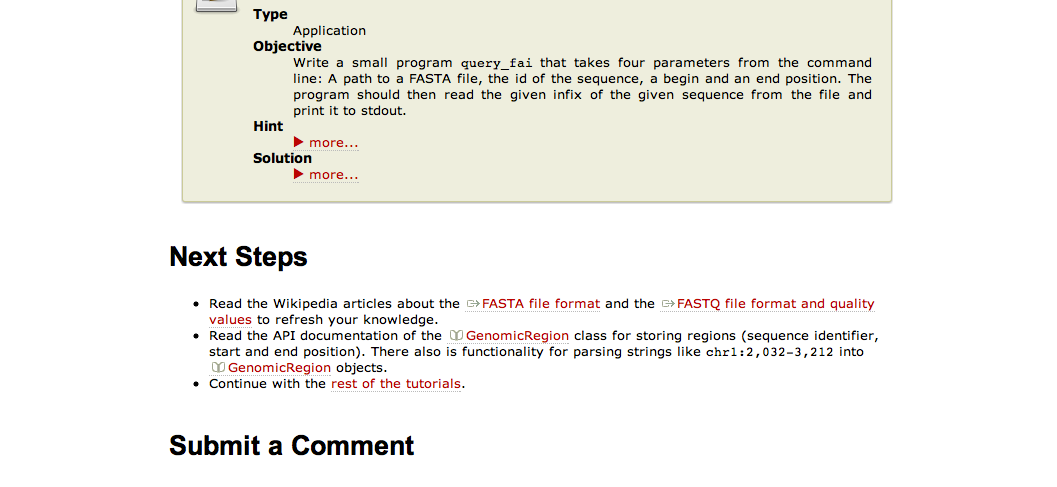 Type
Application
Objective
Write a small program query_fai that takes four parameters from the command
line: A path to a FASTA file, the id of the sequence, a begin and an end position. The
program should then read the given infix of the given sequence from the file and
print it to stdout.
Hint
▶ more...
Solution
▶ more...
Next Steps
• Read the Wikipedia articles about the FASTA file format and the FASTQ file format and quality
values to refresh your knowledge.
• Read the API documentation of the GenomicRegion class for storing regions (sequence identifier,
start and end position). There also is functionality for parsing strings like chr1:2,032-3,212 into
GenomicRegion objects.
• Continue with the rest of the tutorials.
Submit a Comment